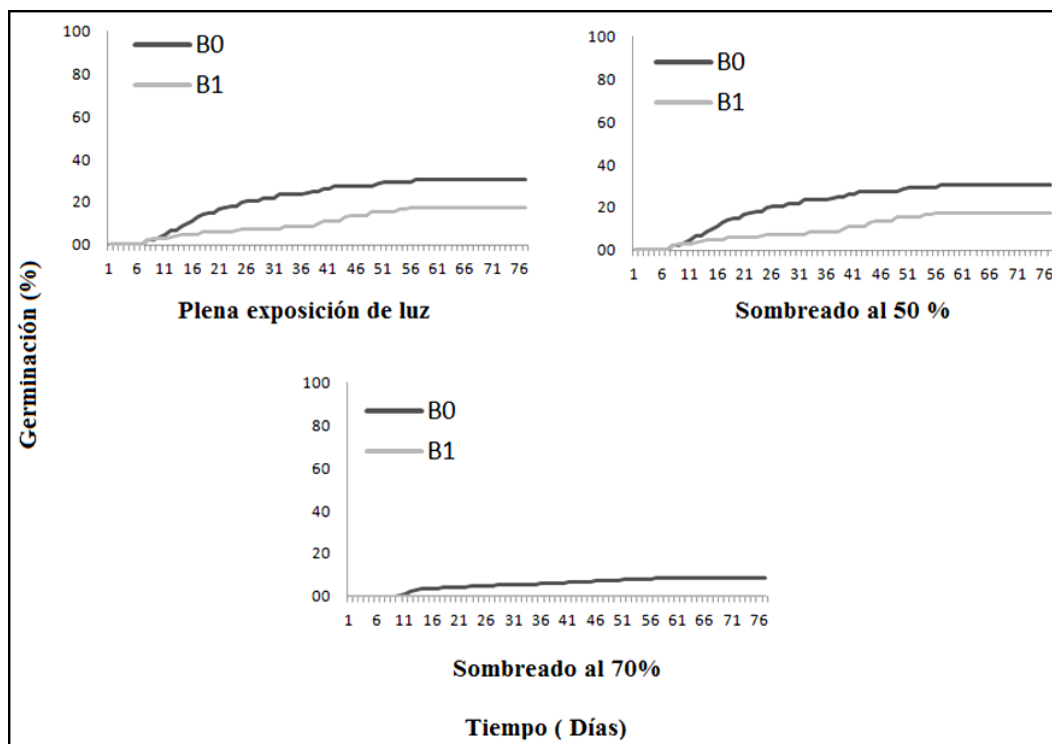 Germinación (%)
100
80
60
40
20
00
B0
B1
1 6 11 16 21 26 31 36 41 46 51 56 61 66 71 76
Plena exposición de luz
100
80
60
40
20
00
B0
B1
1 6 11 16 21 26 31 36 41 46 51 56 61 66 71 76
Sombreado al 50 %
100
80
60
40
20
00
B0
B1
1 6 11 16 21 26 31 36 41 46 51 56 61 66 71 76
Sombreado al 70%
Tiempo ( Días)